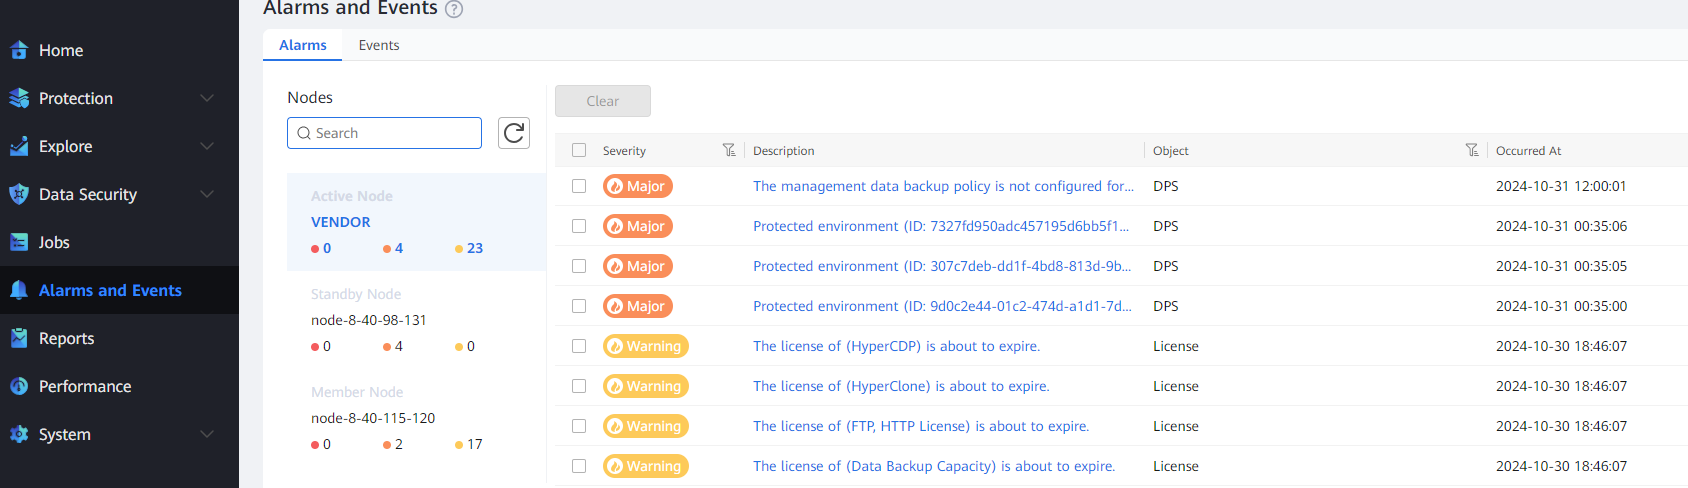 Alarms and Events ?
Home
Protection
Explore
Data Security
Jobs
Alarms and Events
Reports
Performance
System
Alarms Events
Nodes
Search
Active Node
VENDOR
0 4 23
Standby Node
node-8-40-98-131
0 4 0
Member Node
node-8-40-115-120
0 2 17
Clear
Severity Description Object Occurred At
Major The management data backup policy is not configured for... DPS 2024-10-31 12:00:01
Major Protected environment (ID: 7327fd950adc457195d6bb5f1... DPS 2024-10-31 00:35:06
Major Protected environment (ID: 307c7deb-dd1f-4bd8-813d-9b... DPS 2024-10-31 00:35:05
Major Protected environment (ID: 9d0c2e44-01c2-474d-a1d1-7d... DPS 2024-10-31 00:35:00
Warning The license of (HyperCDP) is about to expire. License 2024-10-30 18:46:07
Warning The license of (HyperClone) is about to expire. License 2024-10-30 18:46:07
Warning The license of (FTP, HTTP License) is about to expire. License 2024-10-30 18:46:07
Warning The license of (Data Backup Capacity) is about to expire. License 2024-10-30 18:46:07